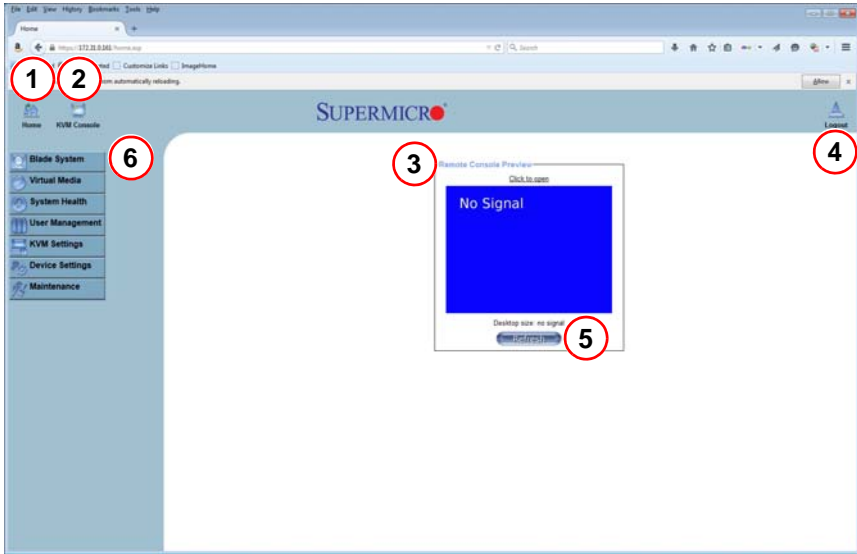 File Edit View History Bookmarks Tools Help
Home
https://172.31.0.161/home.asp
Search
Customize Links ImageHome
from automatically reloading.
Allow
1
2
Home
KVM Console
SUPERMICRO
Logout
4
6
Blade System
Virtual Media
System Health
User Management
KVM Settings
Device Settings
Maintenance
3
Remote Console Preview
Click to open
No Signal
Desktop size: no signal
Refresh
5